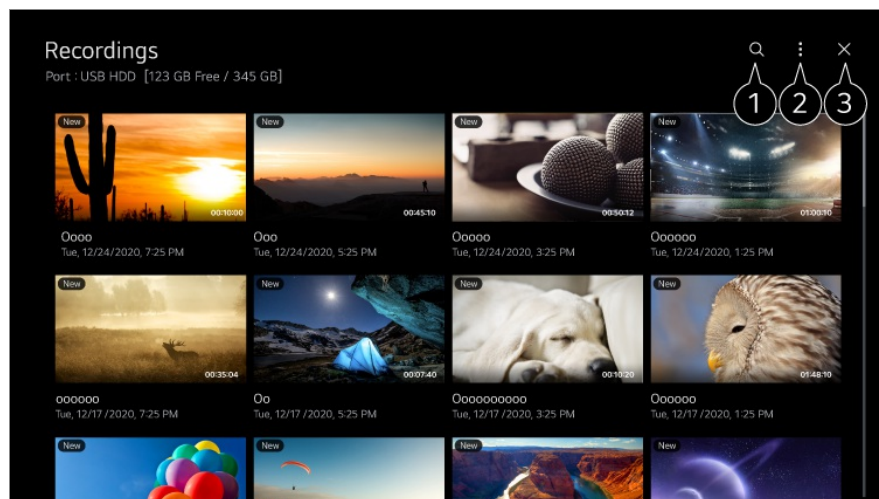 Recordings
Port : USB HDD [123 GB Free / 345 GB]
1 2 3
New New New New
00:10:00 00:45:10 00:50:12 01:00:10
Oooo Ooo Ooooo Oooooo
Tue, 12/24/2020, 7:25 PM Tue, 12/24/2020, 5:25 PM Tue, 12/24/2020, 3:25 PM Tue, 12/24/2020, 1:25 PM
New New New New
00:35:04 00:07:40 00:10:20 01:48:10
oooooo Oo Oooooooooo Oooooo
Tue, 12/17/2020, 7:25 PM Tue, 12/17/2020, 5:25 PM Tue, 12/17/2020, 3:25 PM Tue, 12/17/2020, 1:25 PM
New New New New